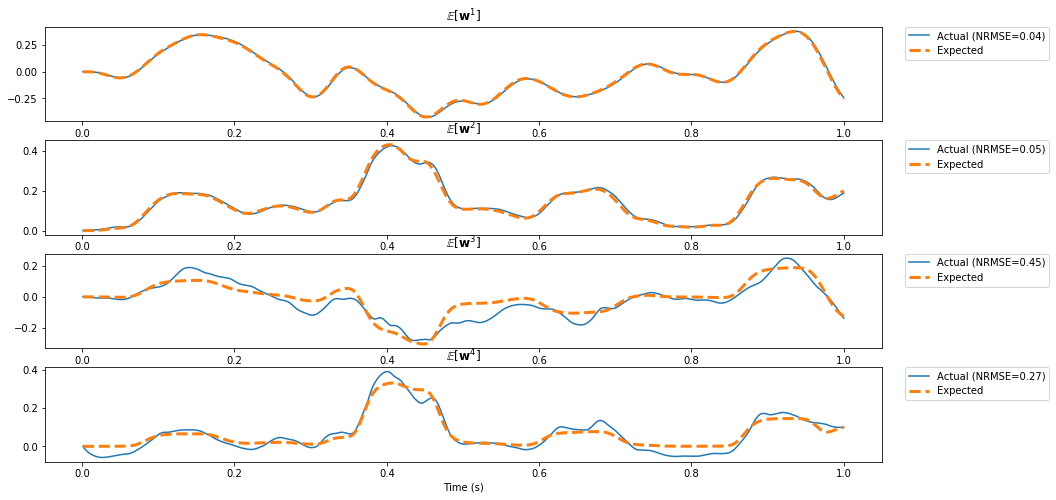 𝔼[w¹]
0.25
0.00
−0.25
0.0 0.2 0.4 0.6 0.8 1.0
Actual (NRMSE=0.04)
Expected
𝔼[w²]
0.4
0.2
0.0
0.0 0.2 0.4 0.6 0.8 1.0
Actual (NRMSE=0.05)
Expected
𝔼[w³]
0.2
0.0
−0.2
0.0 0.2 0.4 0.6 0.8 1.0
Actual (NRMSE=0.45)
Expected
𝔼[w⁴]
0.4
0.2
0.0
0.0 0.2 0.4 0.6 0.8 1.0
Time (s)
Actual (NRMSE=0.27)
Expected